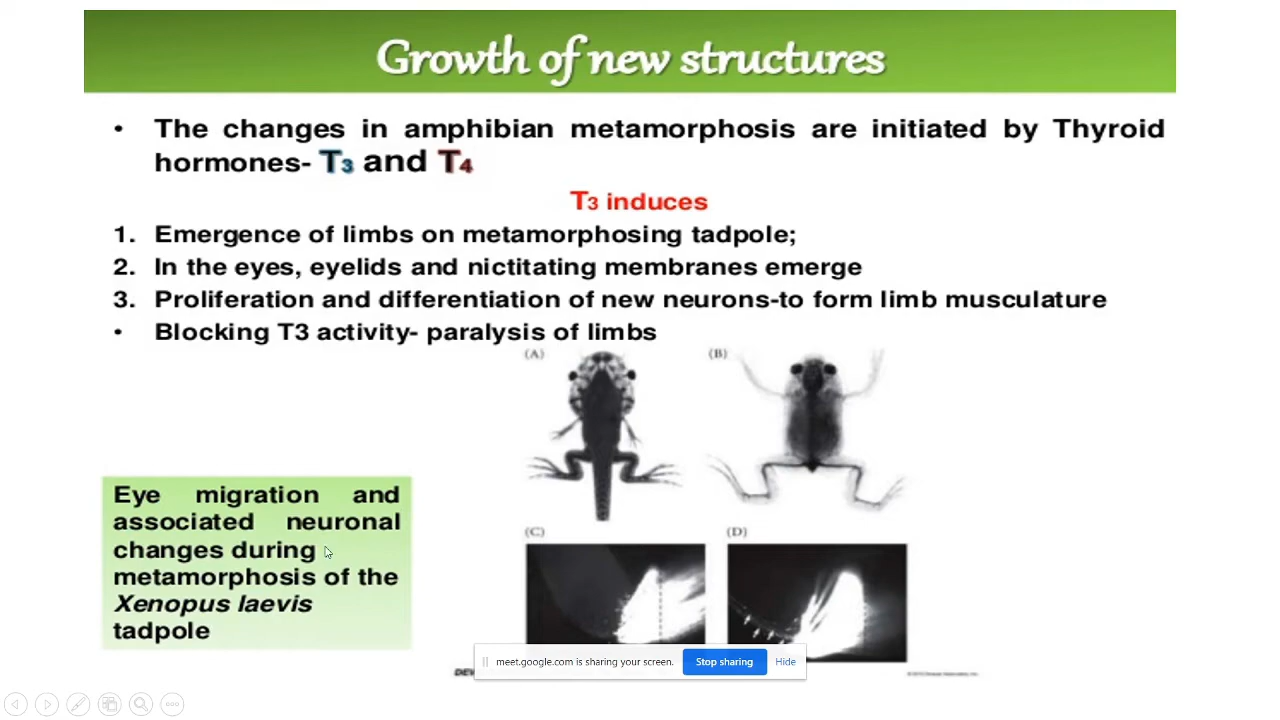 Growth of new structures
• The changes in amphibian metamorphosis are initiated by Thyroid
hormones- T3 and T4
T3 induces
1. Emergence of limbs on metamorphosing tadpole;
2. In the eyes, eyelids and nictitating membranes emerge
3. Proliferation and differentiation of new neurons-to form limb musculature
• Blocking T3 activity- paralysis of limbs
(A)
(B)
(C)
(D)
Eye migration and
associated neuronal
changes during
metamorphosis of the
Xenopus laevis
tadpole
meet.google.com is sharing your screen.
Stop sharing
Hide